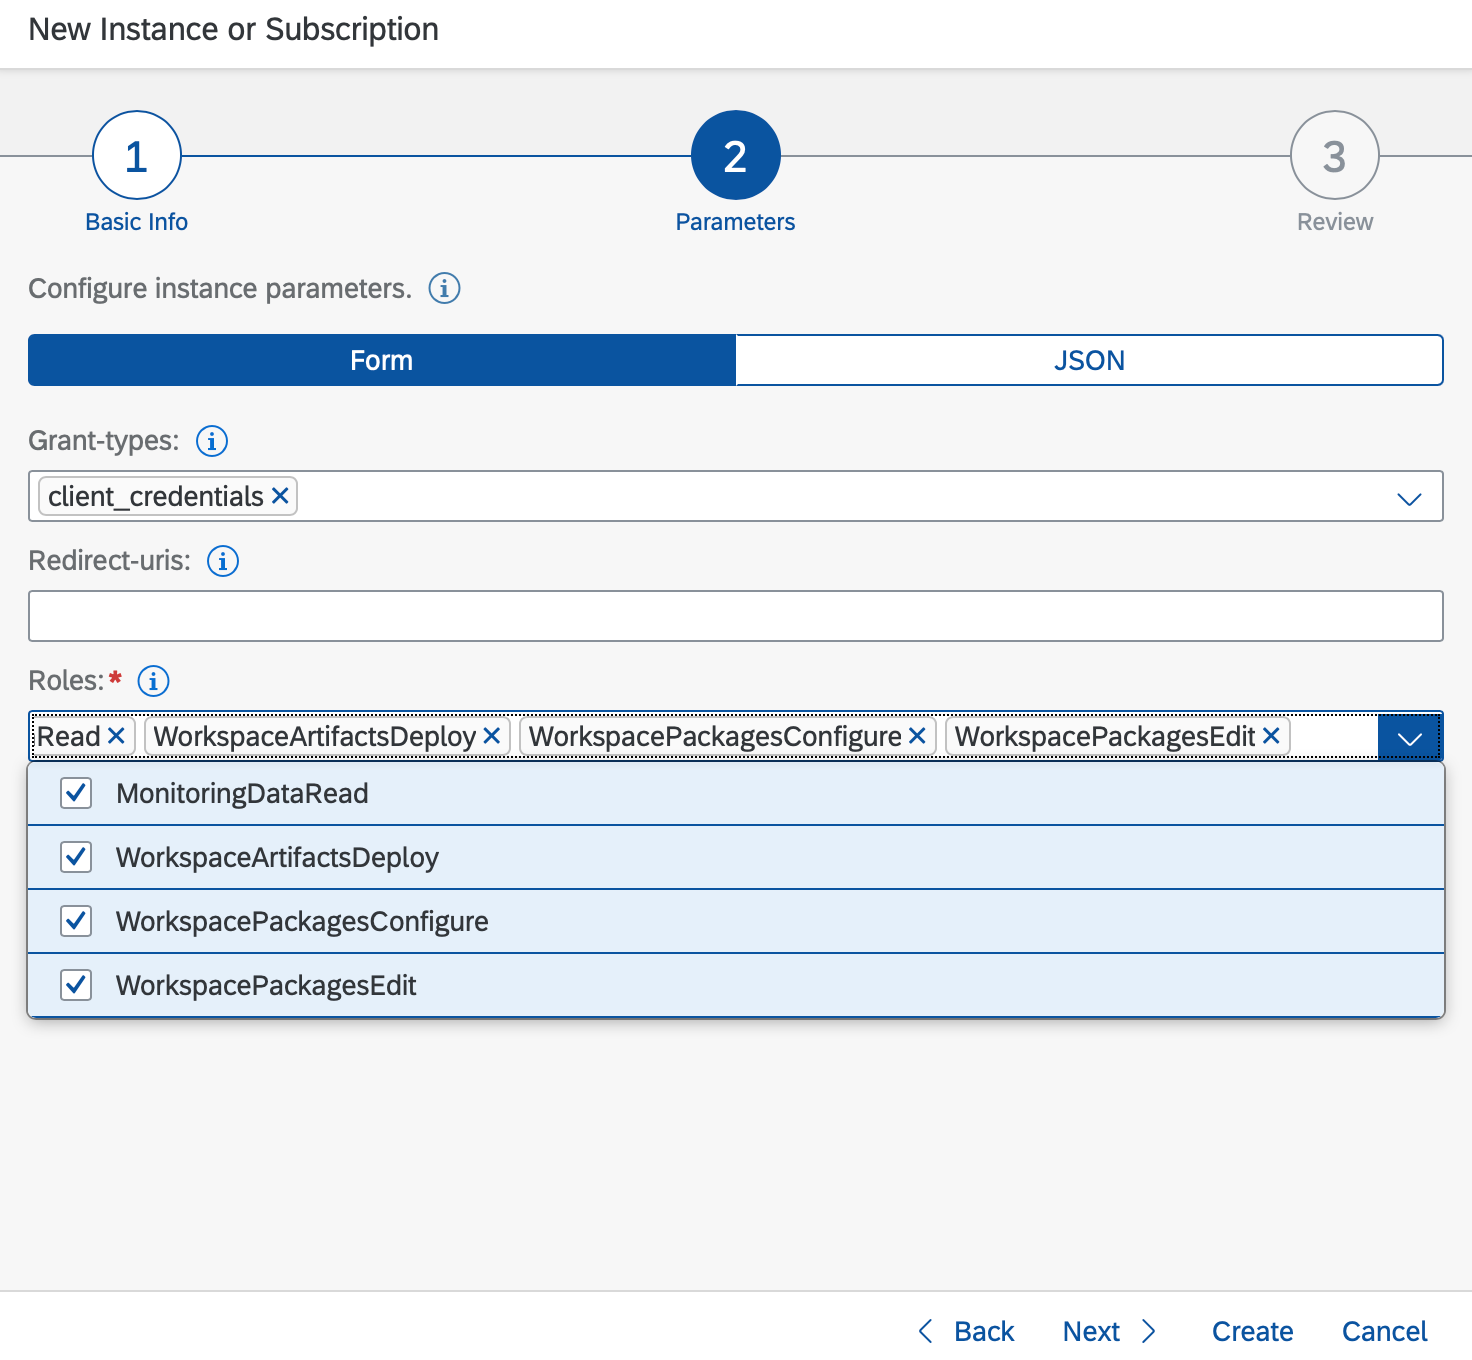 New Instance or Subscription
1 2 3
Basic Info Parameters Review
Configure instance parameters.
Form JSON
Grant-types:
client_credentials
Redirect-uris:
Roles:*
Read WorkspaceArtifactsDeploy WorkspacePackagesConfigure WorkspacePackagesEdit
MonitoringDataRead
WorkspaceArtifactsDeploy
WorkspacePackagesConfigure
WorkspacePackagesEdit
Back Next Create Cancel